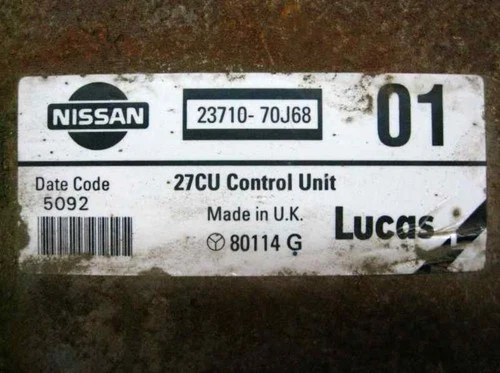 NISSAN 23710-70J68 01
Date Code 27CU Control Unit
5092 Made in U.K. Lucas
80114 G